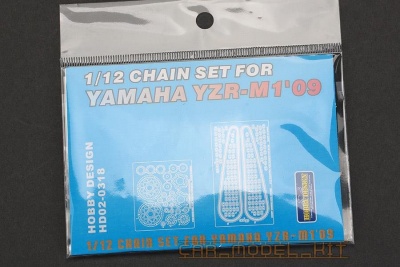 1/12 CHAIN SET FOR
YAMAHA YZR-M1'09
HOBBY DESIGN
HD02-0318
1/12 CHAIN SET FOR YAMAHA YZR-M1'09
CAR_MODEL_KIT